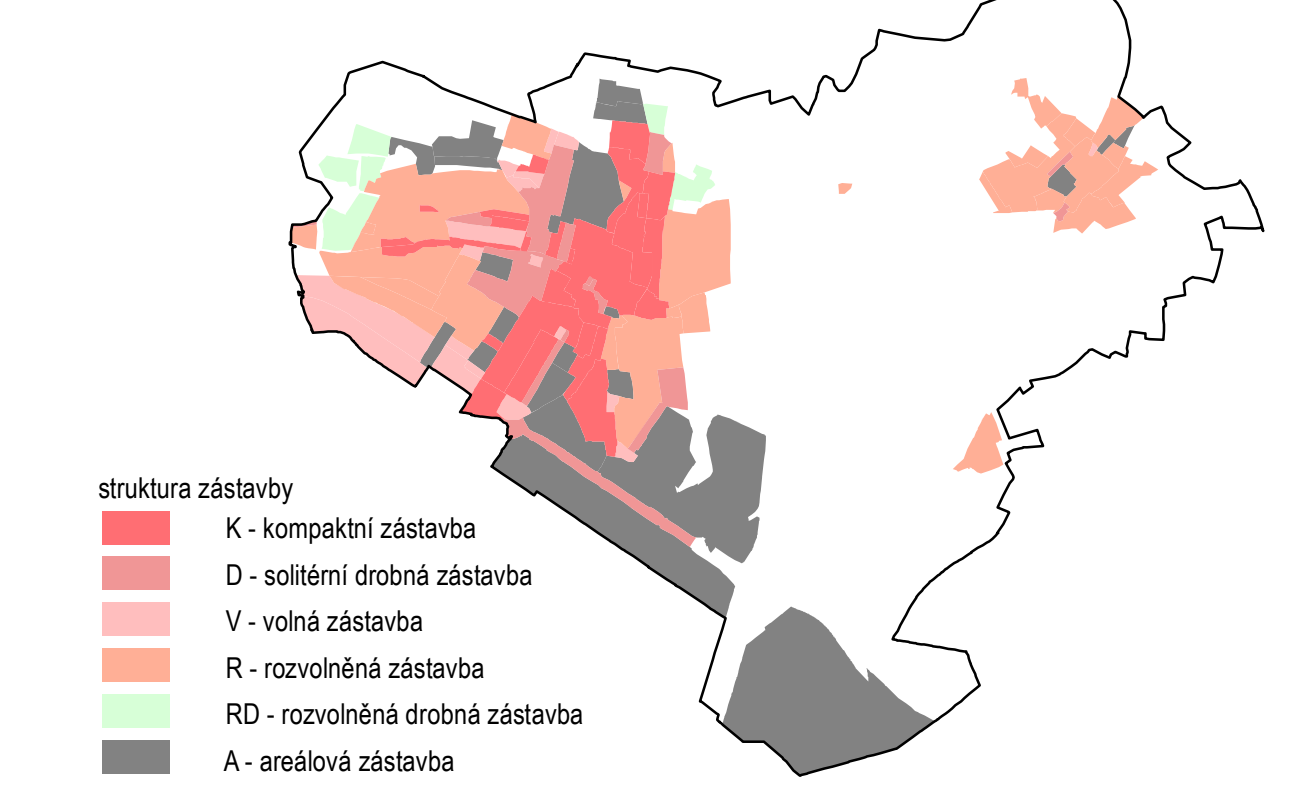 struktura zástavby
K - kompaktní zástavba
D - solitérní drobná zástavba
V - volná zástavba
R - rozvolněná zástavba
RD - rozvolněná drobná zástavba
A - areálová zástavba